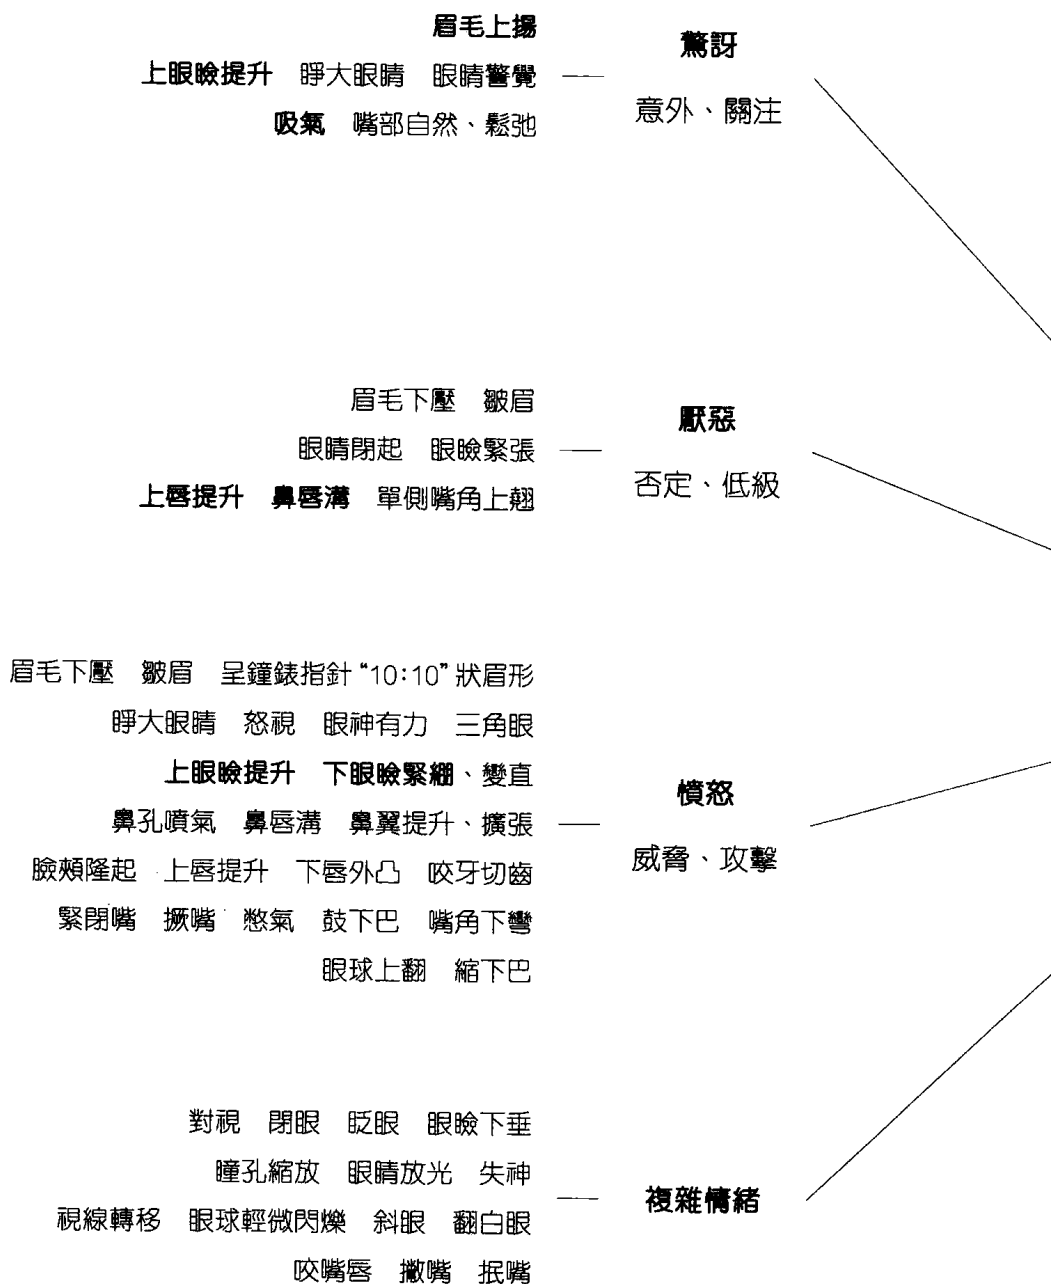 眉毛上揚
上眼瞼提升　睜大眼睛　眼睛警覺
吸氣　嘴部自然、鬆弛
驚訝
意外、關注
眉毛下壓　皺眉
眼睛閉起　眼瞼緊張
上唇提升　鼻唇溝　單側嘴角上翹
厭惡
否定、低級
眉毛下壓　皺眉　呈鐘錶指針“10:10”狀眉形
睜大眼睛　怒視　眼神有力　三角眼
上眼瞼提升　下眼瞼緊繃、變直
鼻孔噴氣　鼻唇溝　鼻翼提升、擴張
臉頰隆起　上唇提升　下唇外凸　咬牙切齒
緊閉嘴　撅嘴　憋氣　鼓下巴　嘴角下彎
眼球上翻　縮下巴
憤怒
威脅、攻擊
對視　閉眼　眨眼　眼瞼下垂
瞳孔縮放　眼睛放光　失神
視線轉移　眼球輕微閃爍　斜眼　翻白眼
咬嘴唇　撇嘴　抿嘴
複雜情緒